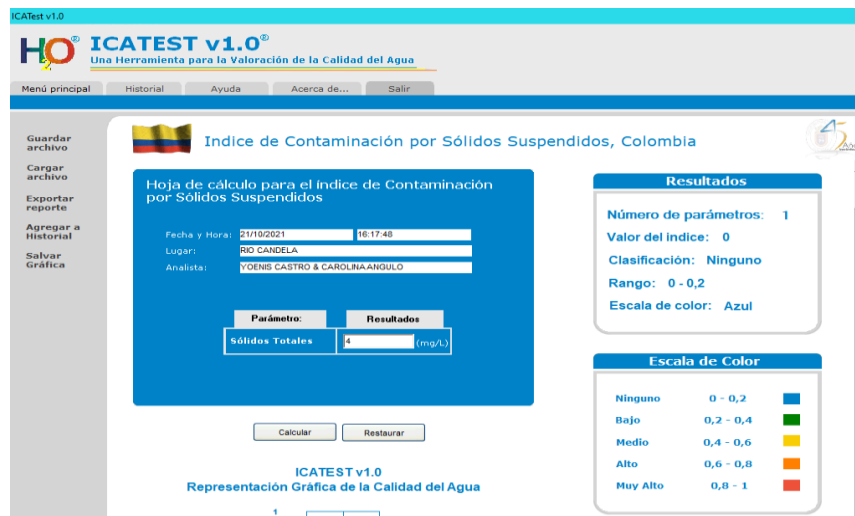 ICATest v1.0
H2O® ICATEST v1.0®
Una Herramienta para la Valoración de la Calidad del Agua
Menú principal Historial Ayuda Acerca de... Salir
Guardar
archivo
Cargar
archivo
Exportar
reporte
Agregar a
Historial
Salvar
Gráfica
Indice de Contaminación por Sólidos Suspendidos, Colombia
45
Hoja de cálculo para el índice de Contaminación
por Sólidos Suspendidos
Fecha y Hora: 21/10/2021 16:17:48
Lugar: RIO CANDELA
Analista: YOENIS CASTRO & CAROLINA ANGULO
Parámetro: Resultados
Sólidos Totales 4 (mg/L)
Calcular Restaurar
ICATEST v1.0
Representación Gráfica de la Calidad del Agua
1
Resultados
Número de parámetros: 1
Valor del indice: 0
Clasificación: Ninguno
Rango: 0 - 0,2
Escala de color: Azul
Escala de Color
Ninguno 0 - 0,2
Bajo 0,2 - 0,4
Medio 0,4 - 0,6
Alto 0,6 - 0,8
Muy Alto 0,8 - 1